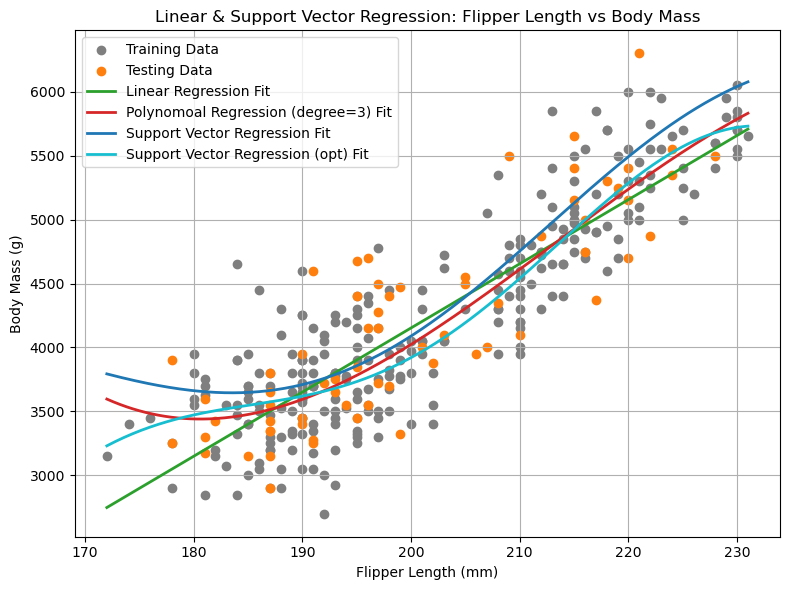 Linear & Support Vector Regression: Flipper Length vs Body Mass
Training Data
Testing Data
Linear Regression Fit
Polynomoal Regression (degree=3) Fit
Support Vector Regression Fit
Support Vector Regression (opt) Fit
6000
5500
5000
4500
4000
3500
3000
Body Mass (g)
170 180 190 200 210 220 230
Flipper Length (mm)